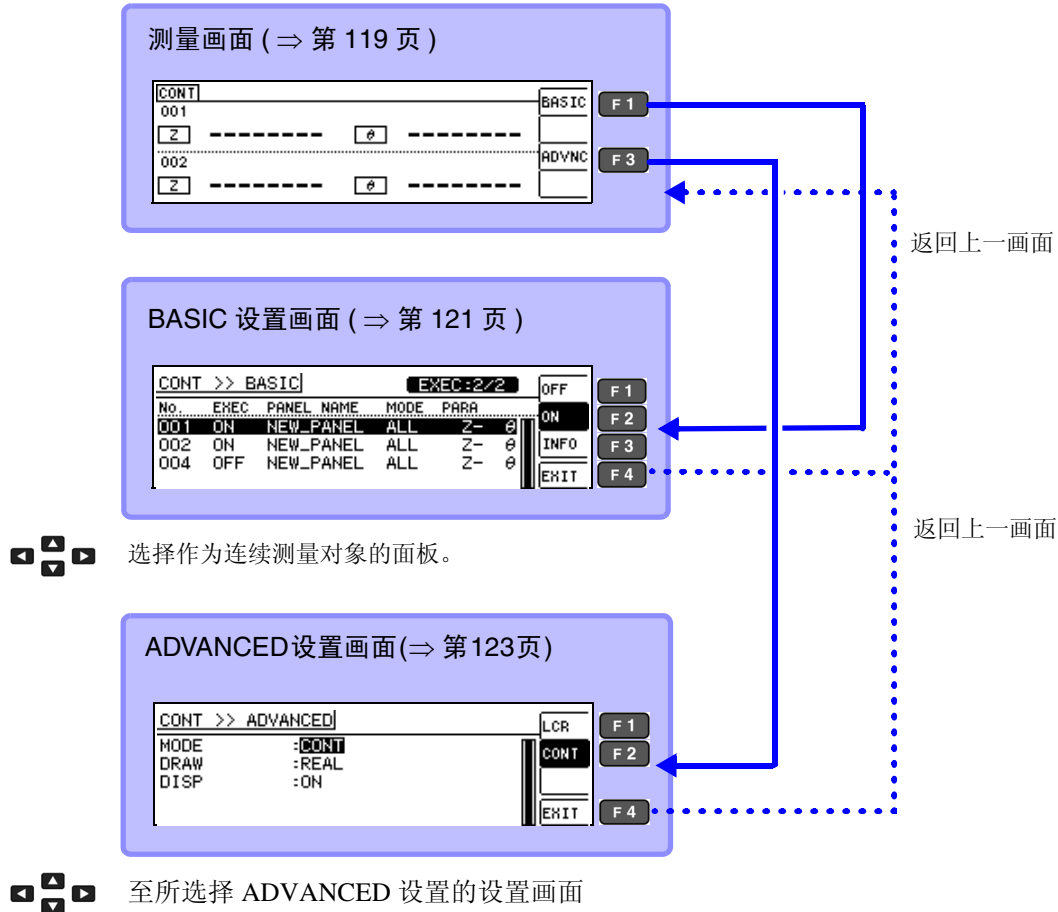 测量画面 ( ⇒ 第 119 页 )
CONT
001
Z -------- θ --------
002
Z -------- θ --------
BASIC
ADVNC
F 1
F 3
返回上一画面
BASIC 设置画面 ( ⇒ 第 121 页 )
CONT >> BASIC EXEC:2/2
No. EXEC PANEL NAME MODE PARA
001 ON NEW_PANEL ALL Z- θ
002 ON NEW_PANEL ALL Z- θ
004 OFF NEW_PANEL ALL Z- θ
OFF
ON
INFO
EXIT
F 1
F 2
F 3
F 4
返回上一画面
选择作为连续测量对象的面板。
ADVANCED设置画面(⇒ 第123页)
CONT >> ADVANCED
MODE :CONT
DRAW :REAL
DISP :ON
LCR
CONT
EXIT
F 1
F 2
F 4
至所选择 ADVANCED 设置的设置画面